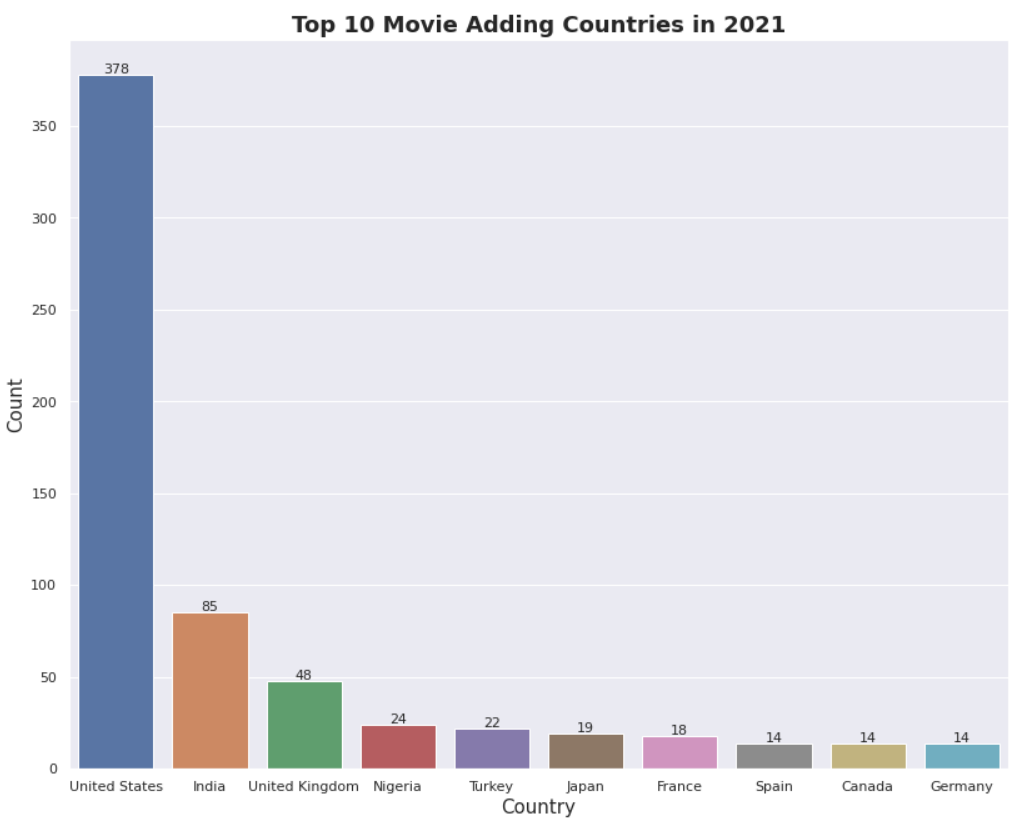 Top 10 Movie Adding Countries in 2021
Count
350
300
250
200
150
100
50
0
378
85
48
24
22
19
18
14
14
14
United States
India
United Kingdom
Nigeria
Turkey
Japan
France
Spain
Canada
Germany
Country